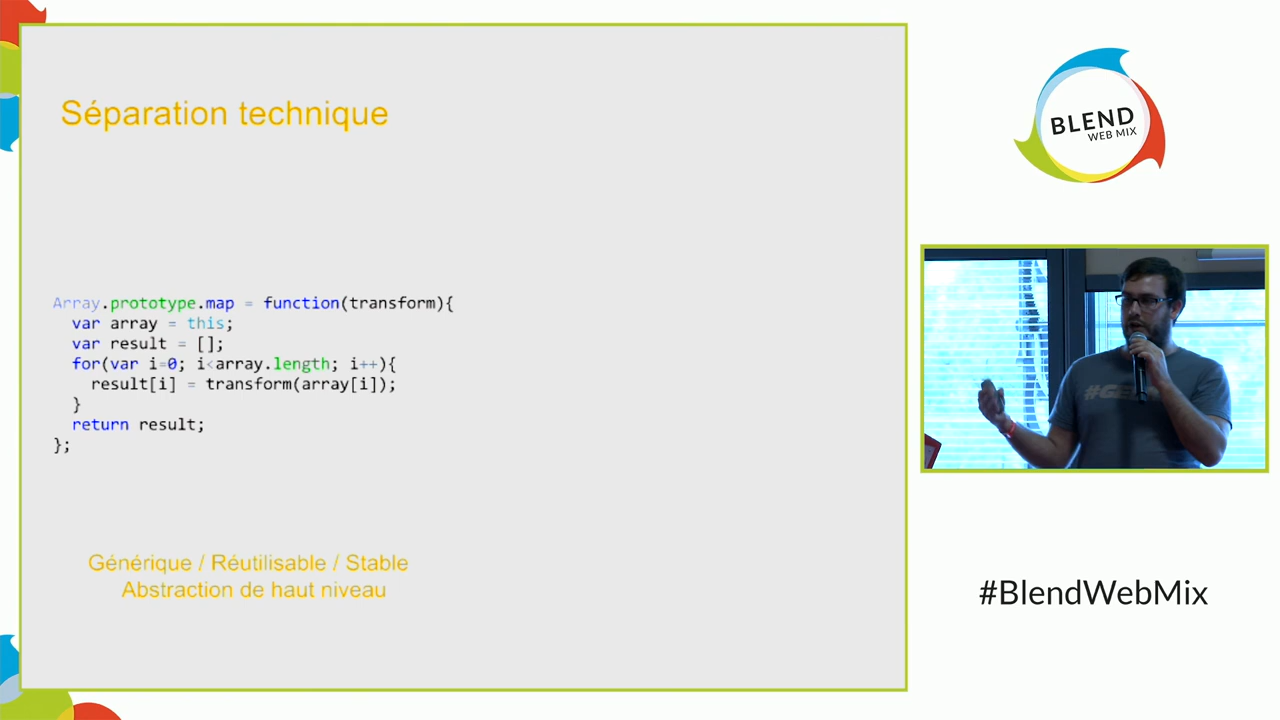 Séparation technique
Array.prototype.map = function(transform){
  var array = this;
  var result = [];
  for(var i=0; i<array.length; i++){
    result[i] = transform(array[i]);
  }
  return result;
};
Générique / Réutilisable / Stable
Abstraction de haut niveau
BLEND
WEB MIX
#BlendWebMix